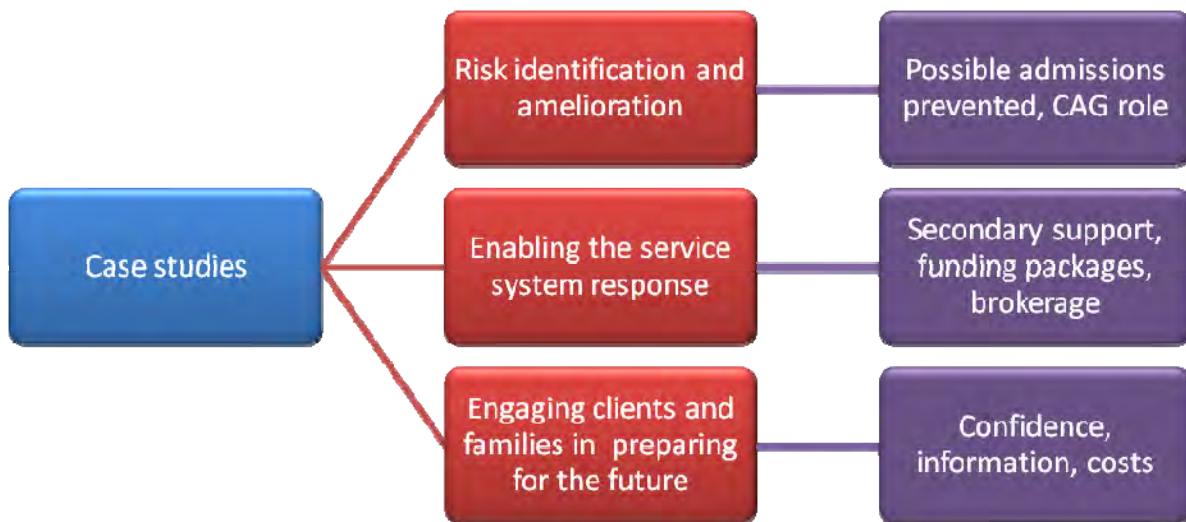 Case studies
Risk identification and
amelioration
Possible admissions
prevented, CAG role
Enabling the service
system response
Secondary support,
funding packages,
brokerage
Engaging clients and
families in preparing
for the future
Confidence,
information, costs